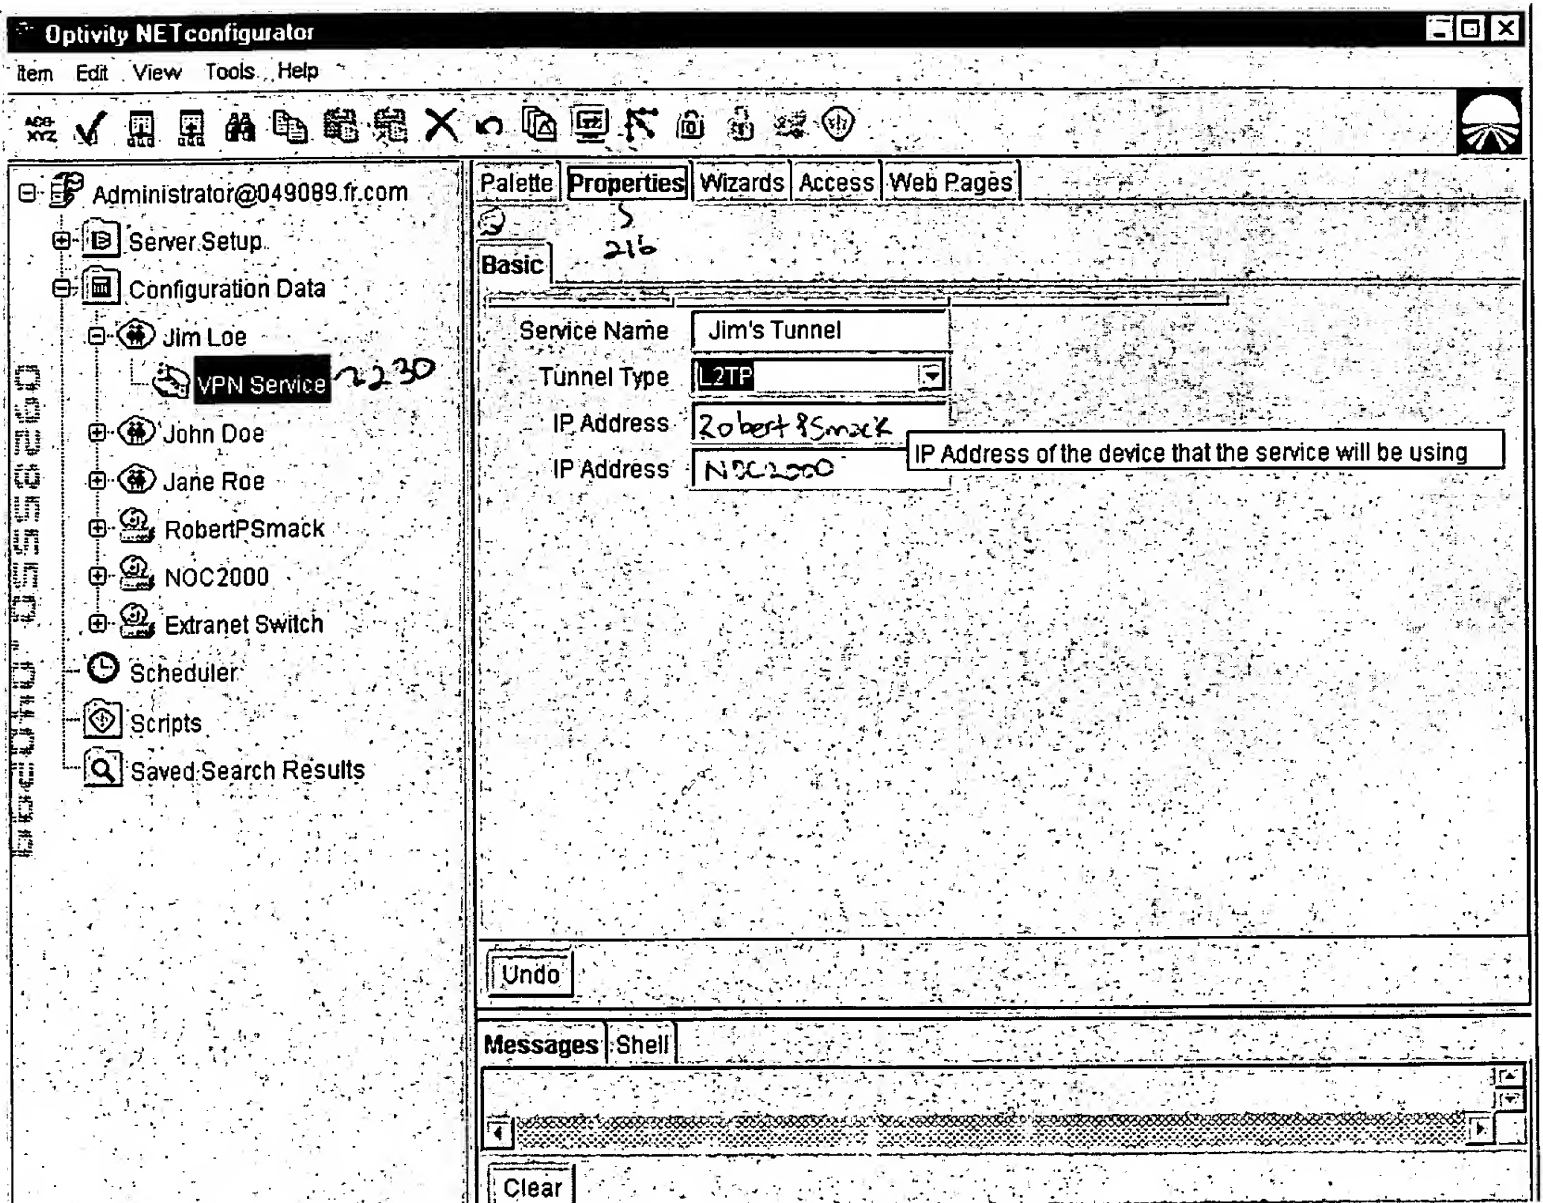 Optivity NETconfigurator
Item Edit View Tools Help
ABC-XYZ
Palette Properties Wizards Access Web Pages
216
Basic
Administrator@049089.fr.com
Server Setup
Configuration Data
Jim Loe
VPN Service 230
John Doe
Jane Roe
RobertPSmack
NOC2000
Extranet Switch
Scheduler
Scripts
Saved Search Results
Service Name Jim's Tunnel
Tunnel Type L2TP
IP Address RobertPSmack
IP Address NOC2000
IP Address of the device that the service will be using
Undo
Messages Shell
Clear